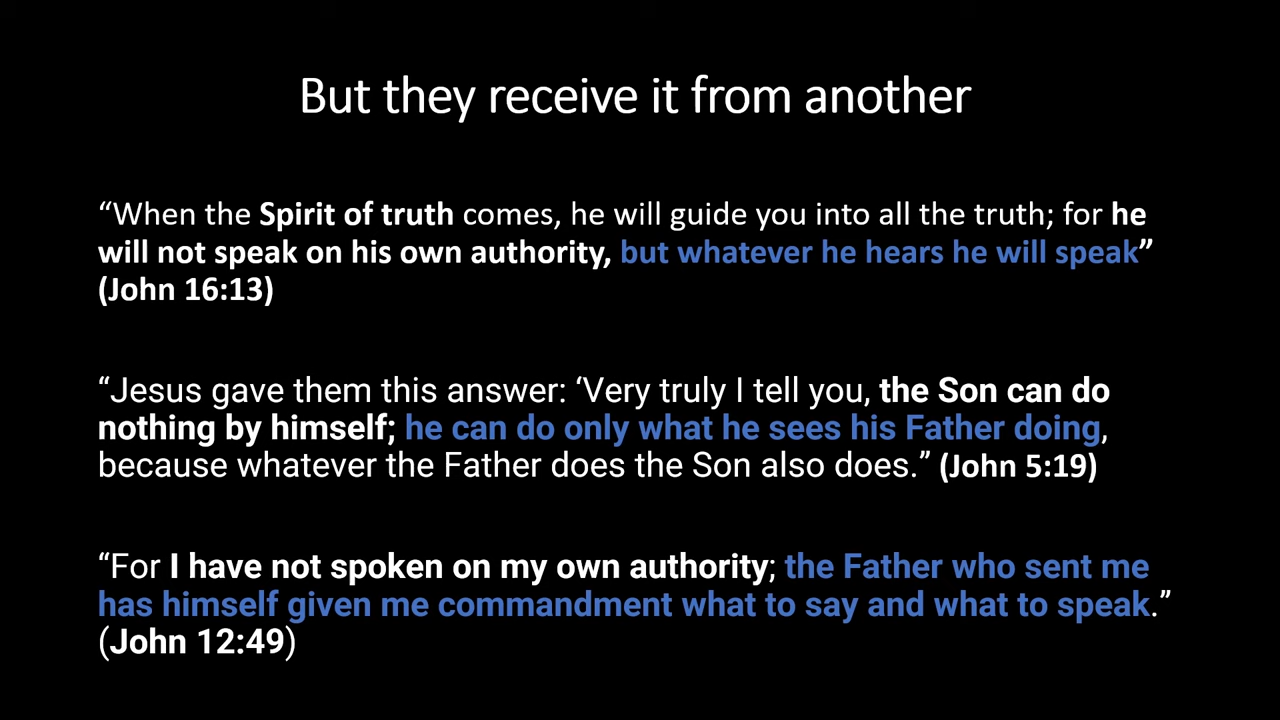 But they receive it from another
“When the Spirit of truth comes, he will guide you into all the truth; for he
will not speak on his own authority, but whatever he hears he will speak”
(John 16:13)
“Jesus gave them this answer: ‘Very truly I tell you, the Son can do
nothing by himself; he can do only what he sees his Father doing,
because whatever the Father does the Son also does.” (John 5:19)
“For I have not spoken on my own authority; the Father who sent me
has himself given me commandment what to say and what to speak.”
(John 12:49)